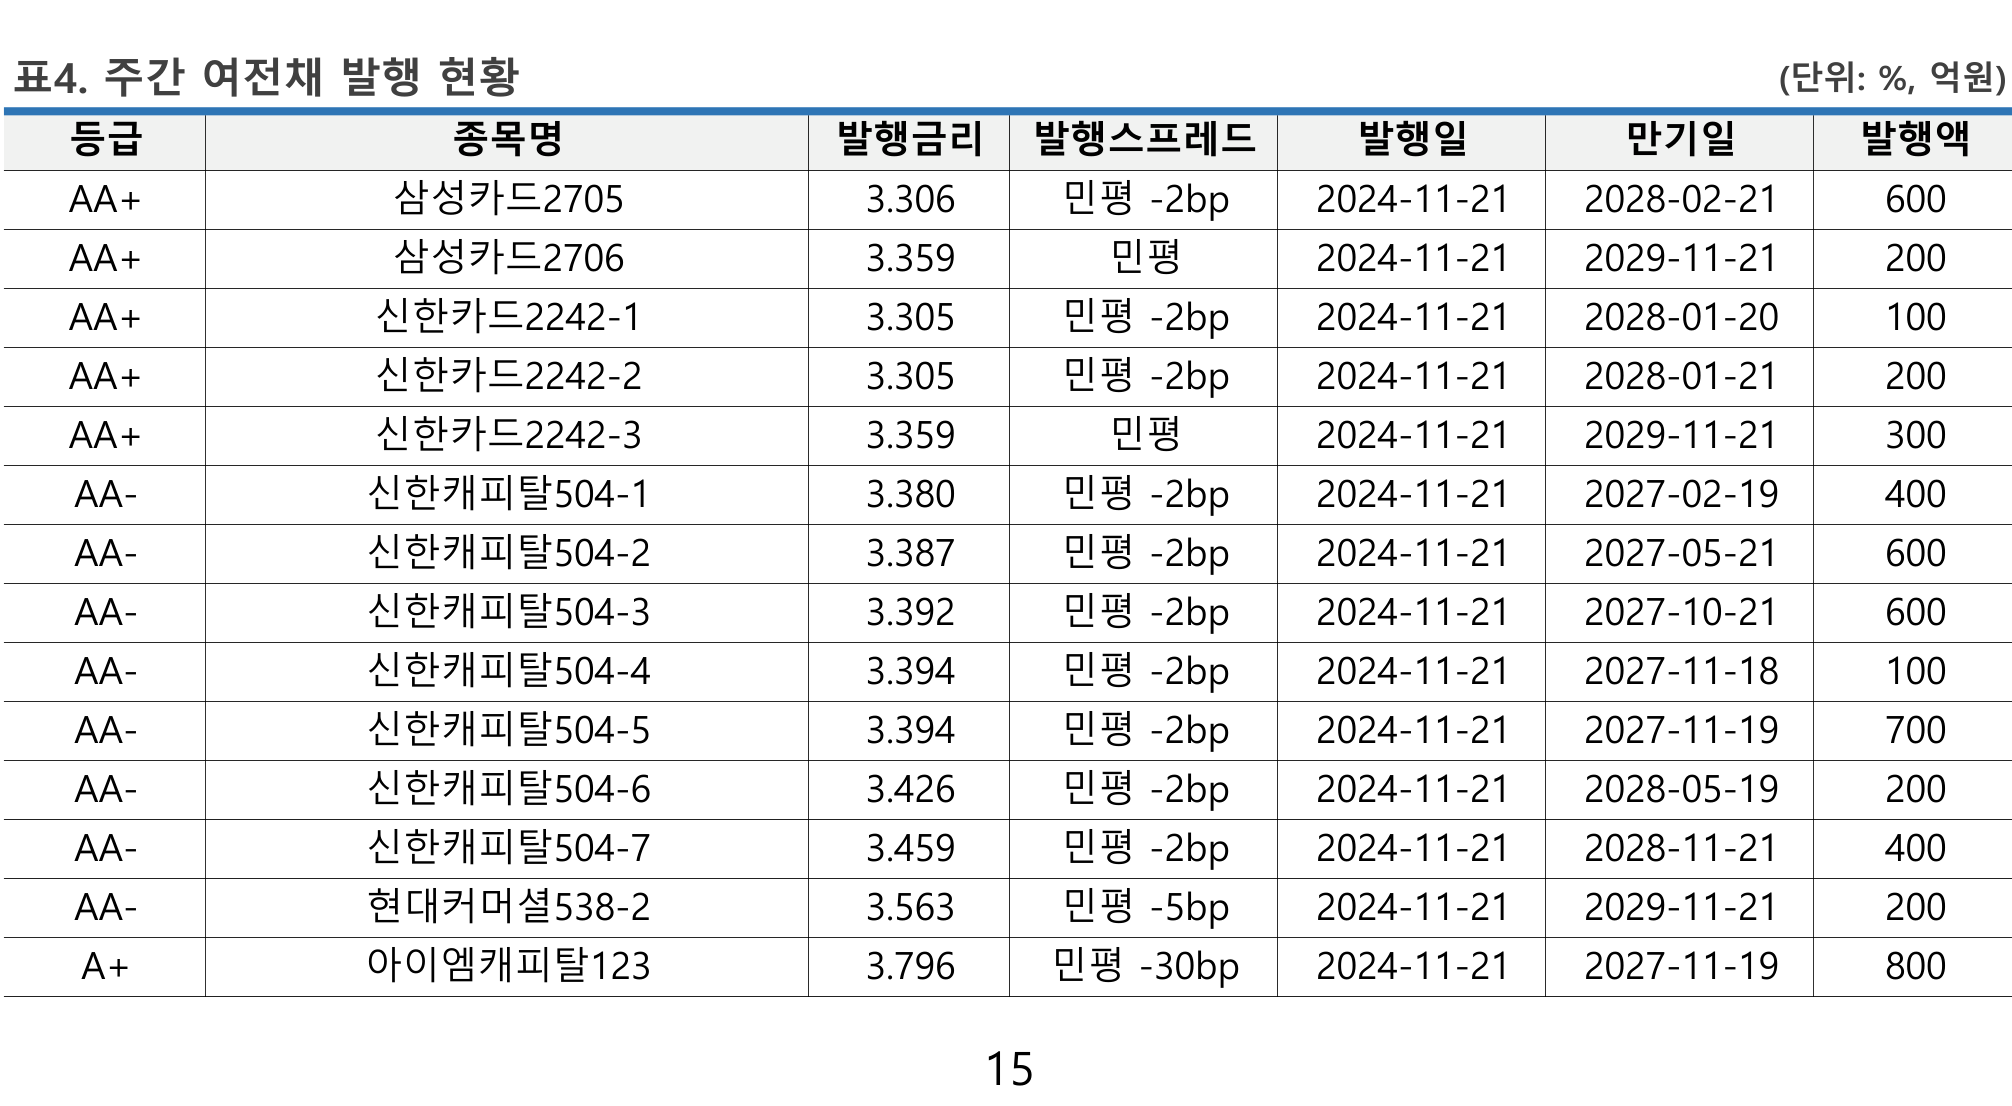 표4. 주간 여전채 발행 현황 (단위: %, 억원)
등급 종목명 발행금리 발행스프레드 발행일 만기일 발행액
AA+ 삼성카드2705 3.306 민평 -2bp 2024-11-21 2028-02-21 600
AA+ 삼성카드2706 3.359 민평 2024-11-21 2029-11-21 200
AA+ 신한카드2242-1 3.305 민평 -2bp 2024-11-21 2028-01-20 100
AA+ 신한카드2242-2 3.305 민평 -2bp 2024-11-21 2028-01-21 200
AA+ 신한카드2242-3 3.359 민평 2024-11-21 2029-11-21 300
AA- 신한캐피탈504-1 3.380 민평 -2bp 2024-11-21 2027-02-19 400
AA- 신한캐피탈504-2 3.387 민평 -2bp 2024-11-21 2027-05-21 600
AA- 신한캐피탈504-3 3.392 민평 -2bp 2024-11-21 2027-10-21 600
AA- 신한캐피탈504-4 3.394 민평 -2bp 2024-11-21 2027-11-18 100
AA- 신한캐피탈504-5 3.394 민평 -2bp 2024-11-21 2027-11-19 700
AA- 신한캐피탈504-6 3.426 민평 -2bp 2024-11-21 2028-05-19 200
AA- 신한캐피탈504-7 3.459 민평 -2bp 2024-11-21 2028-11-21 400
AA- 현대커머셜538-2 3.563 민평 -5bp 2024-11-21 2029-11-21 200
A+ 아이엠캐피탈123 3.796 민평 -30bp 2024-11-21 2027-11-19 800
15